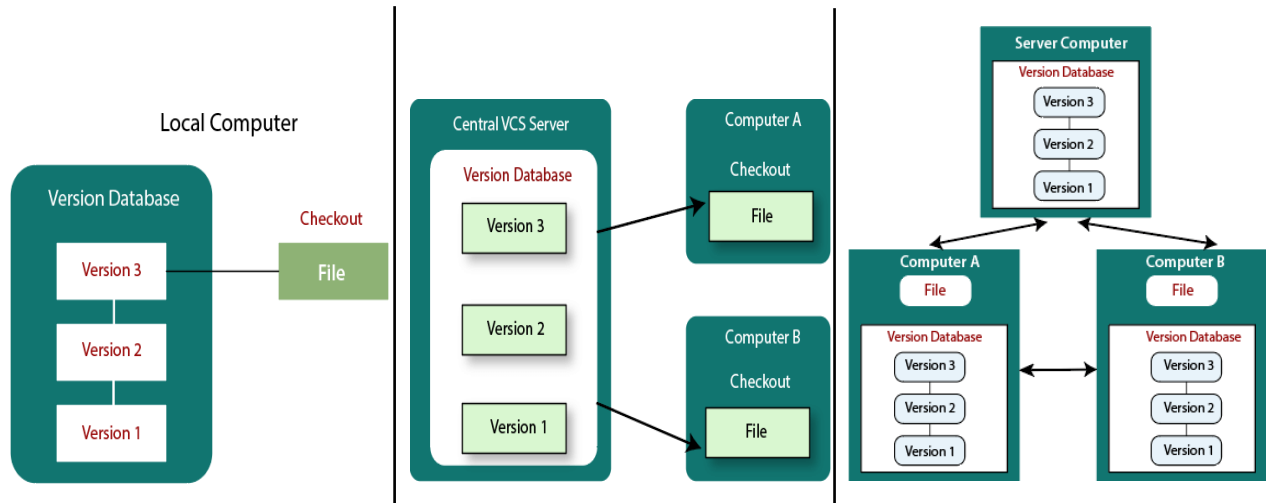 Local Computer
Version Database
Checkout
Version 3
File
Version 2
Version 1
Central VCS Server
Version Database
Version 3
Version 2
Version 1
Computer A
Checkout
File
Computer B
Checkout
File
Server Computer
Version Database
Version 3
Version 2
Version 1
Computer A
File
Version Database
Version 3
Version 2
Version 1
Computer B
File
Version Database
Version 3
Version 2
Version 1